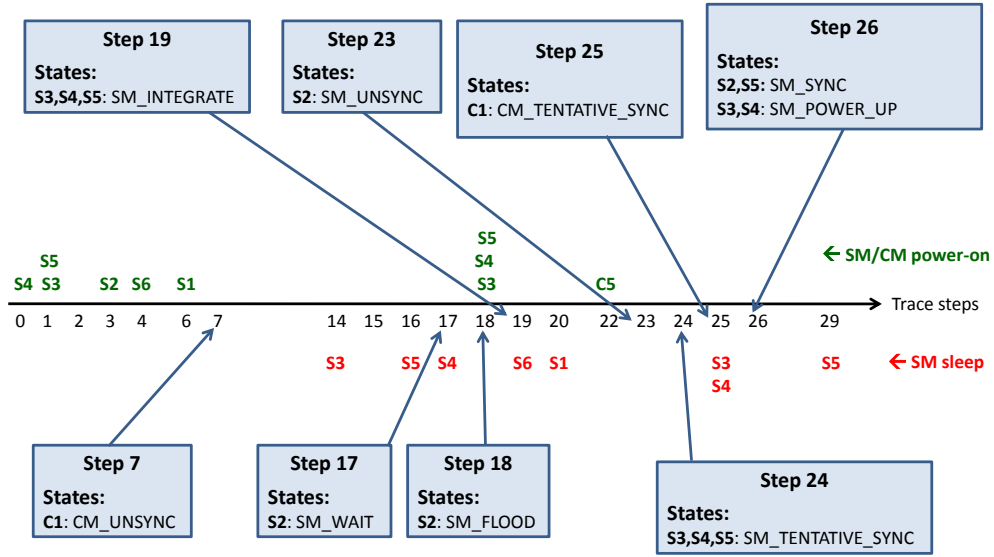 Step 19
States:
S3,S4,S5: SM_INTEGRATE
Step 23
States:
S2: SM_UNSYNC
Step 25
States:
C1: CM_TENTATIVE_SYNC
Step 26
States:
S2,S5: SM_SYNC
S3,S4: SM_POWER_UP
S5
S5 S4 ← SM/CM power-on
S4 S3 S2 S6 S1 S3 C5
Trace steps
0 1 2 3 4 6 7 14 15 16 17 18 19 20 22 23 24 25 26 29
S3 S5 S4 S6 S1 S3 S5 ← SM sleep
S4
Step 7
States:
C1: CM_UNSYNC
Step 17
States:
S2: SM_WAIT
Step 18
States:
S2: SM_FLOOD
Step 24
States:
S3,S4,S5: SM_TENTATIVE_SYNC